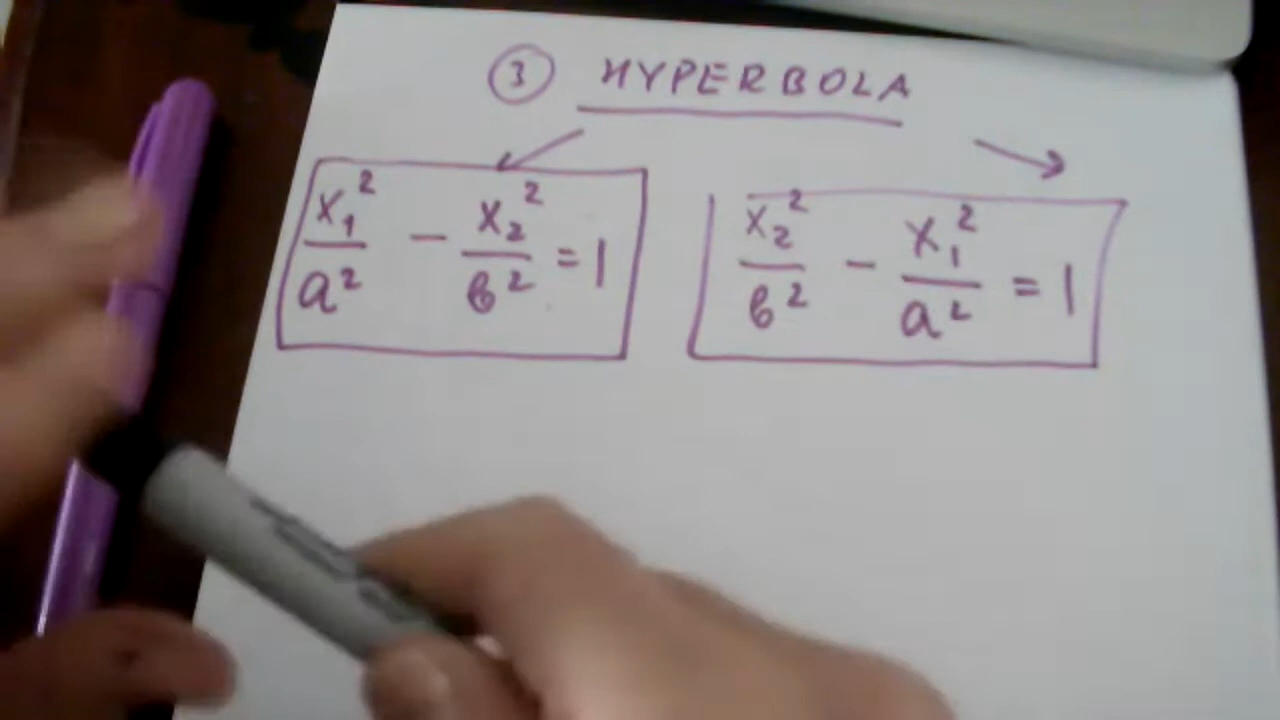 ③ HYPERBOLA
x₁²/a² - x₂²/b² = 1
x₂²/b² - x₁²/a² = 1